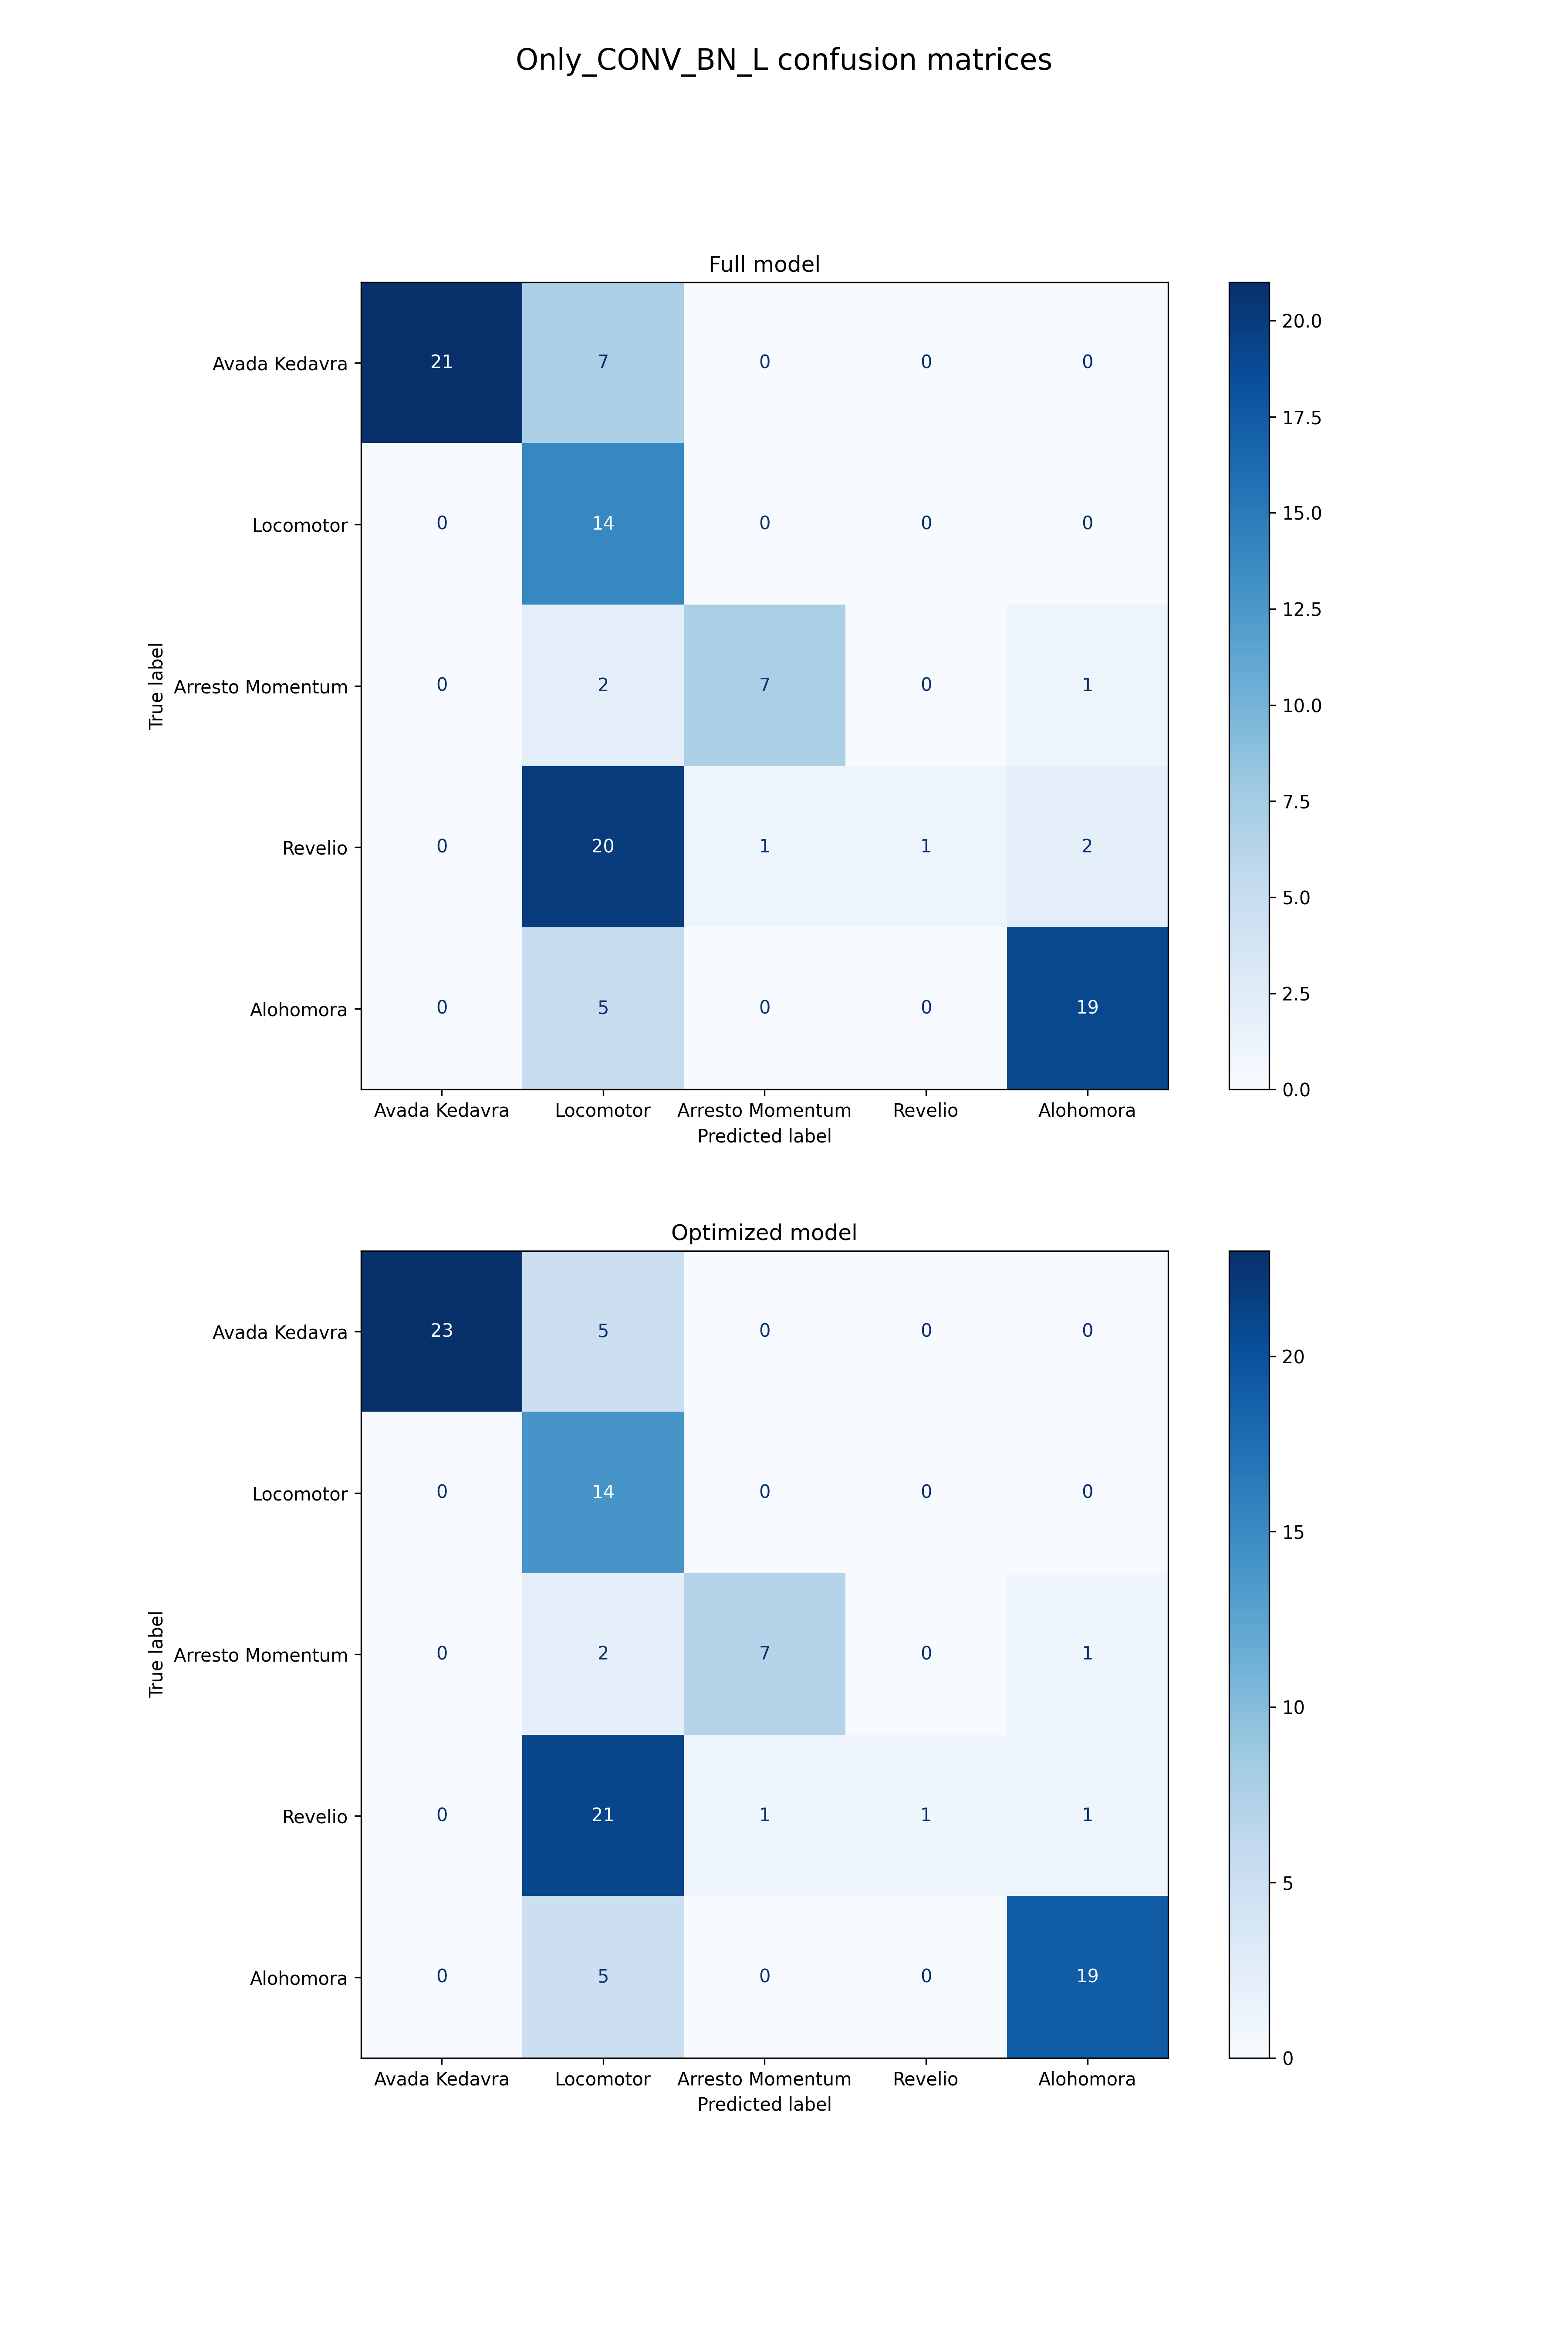 Only_CONV_BN_L confusion matrices
Full model
True label
Avada Kedavra 21 7 0 0 0
Locomotor 0 14 0 0 0
Arresto Momentum 0 2 7 0 1
Revelio 0 20 1 1 2
Alohomora 0 5 0 0 19
Avada Kedavra Locomotor Arresto Momentum Revelio Alohomora
Predicted label
20.0
17.5
15.0
12.5
10.0
7.5
5.0
2.5
0.0
Optimized model
True label
Avada Kedavra 23 5 0 0 0
Locomotor 0 14 0 0 0
Arresto Momentum 0 2 7 0 1
Revelio 0 21 1 1 1
Alohomora 0 5 0 0 19
Avada Kedavra Locomotor Arresto Momentum Revelio Alohomora
Predicted label
20
15
10
5
0